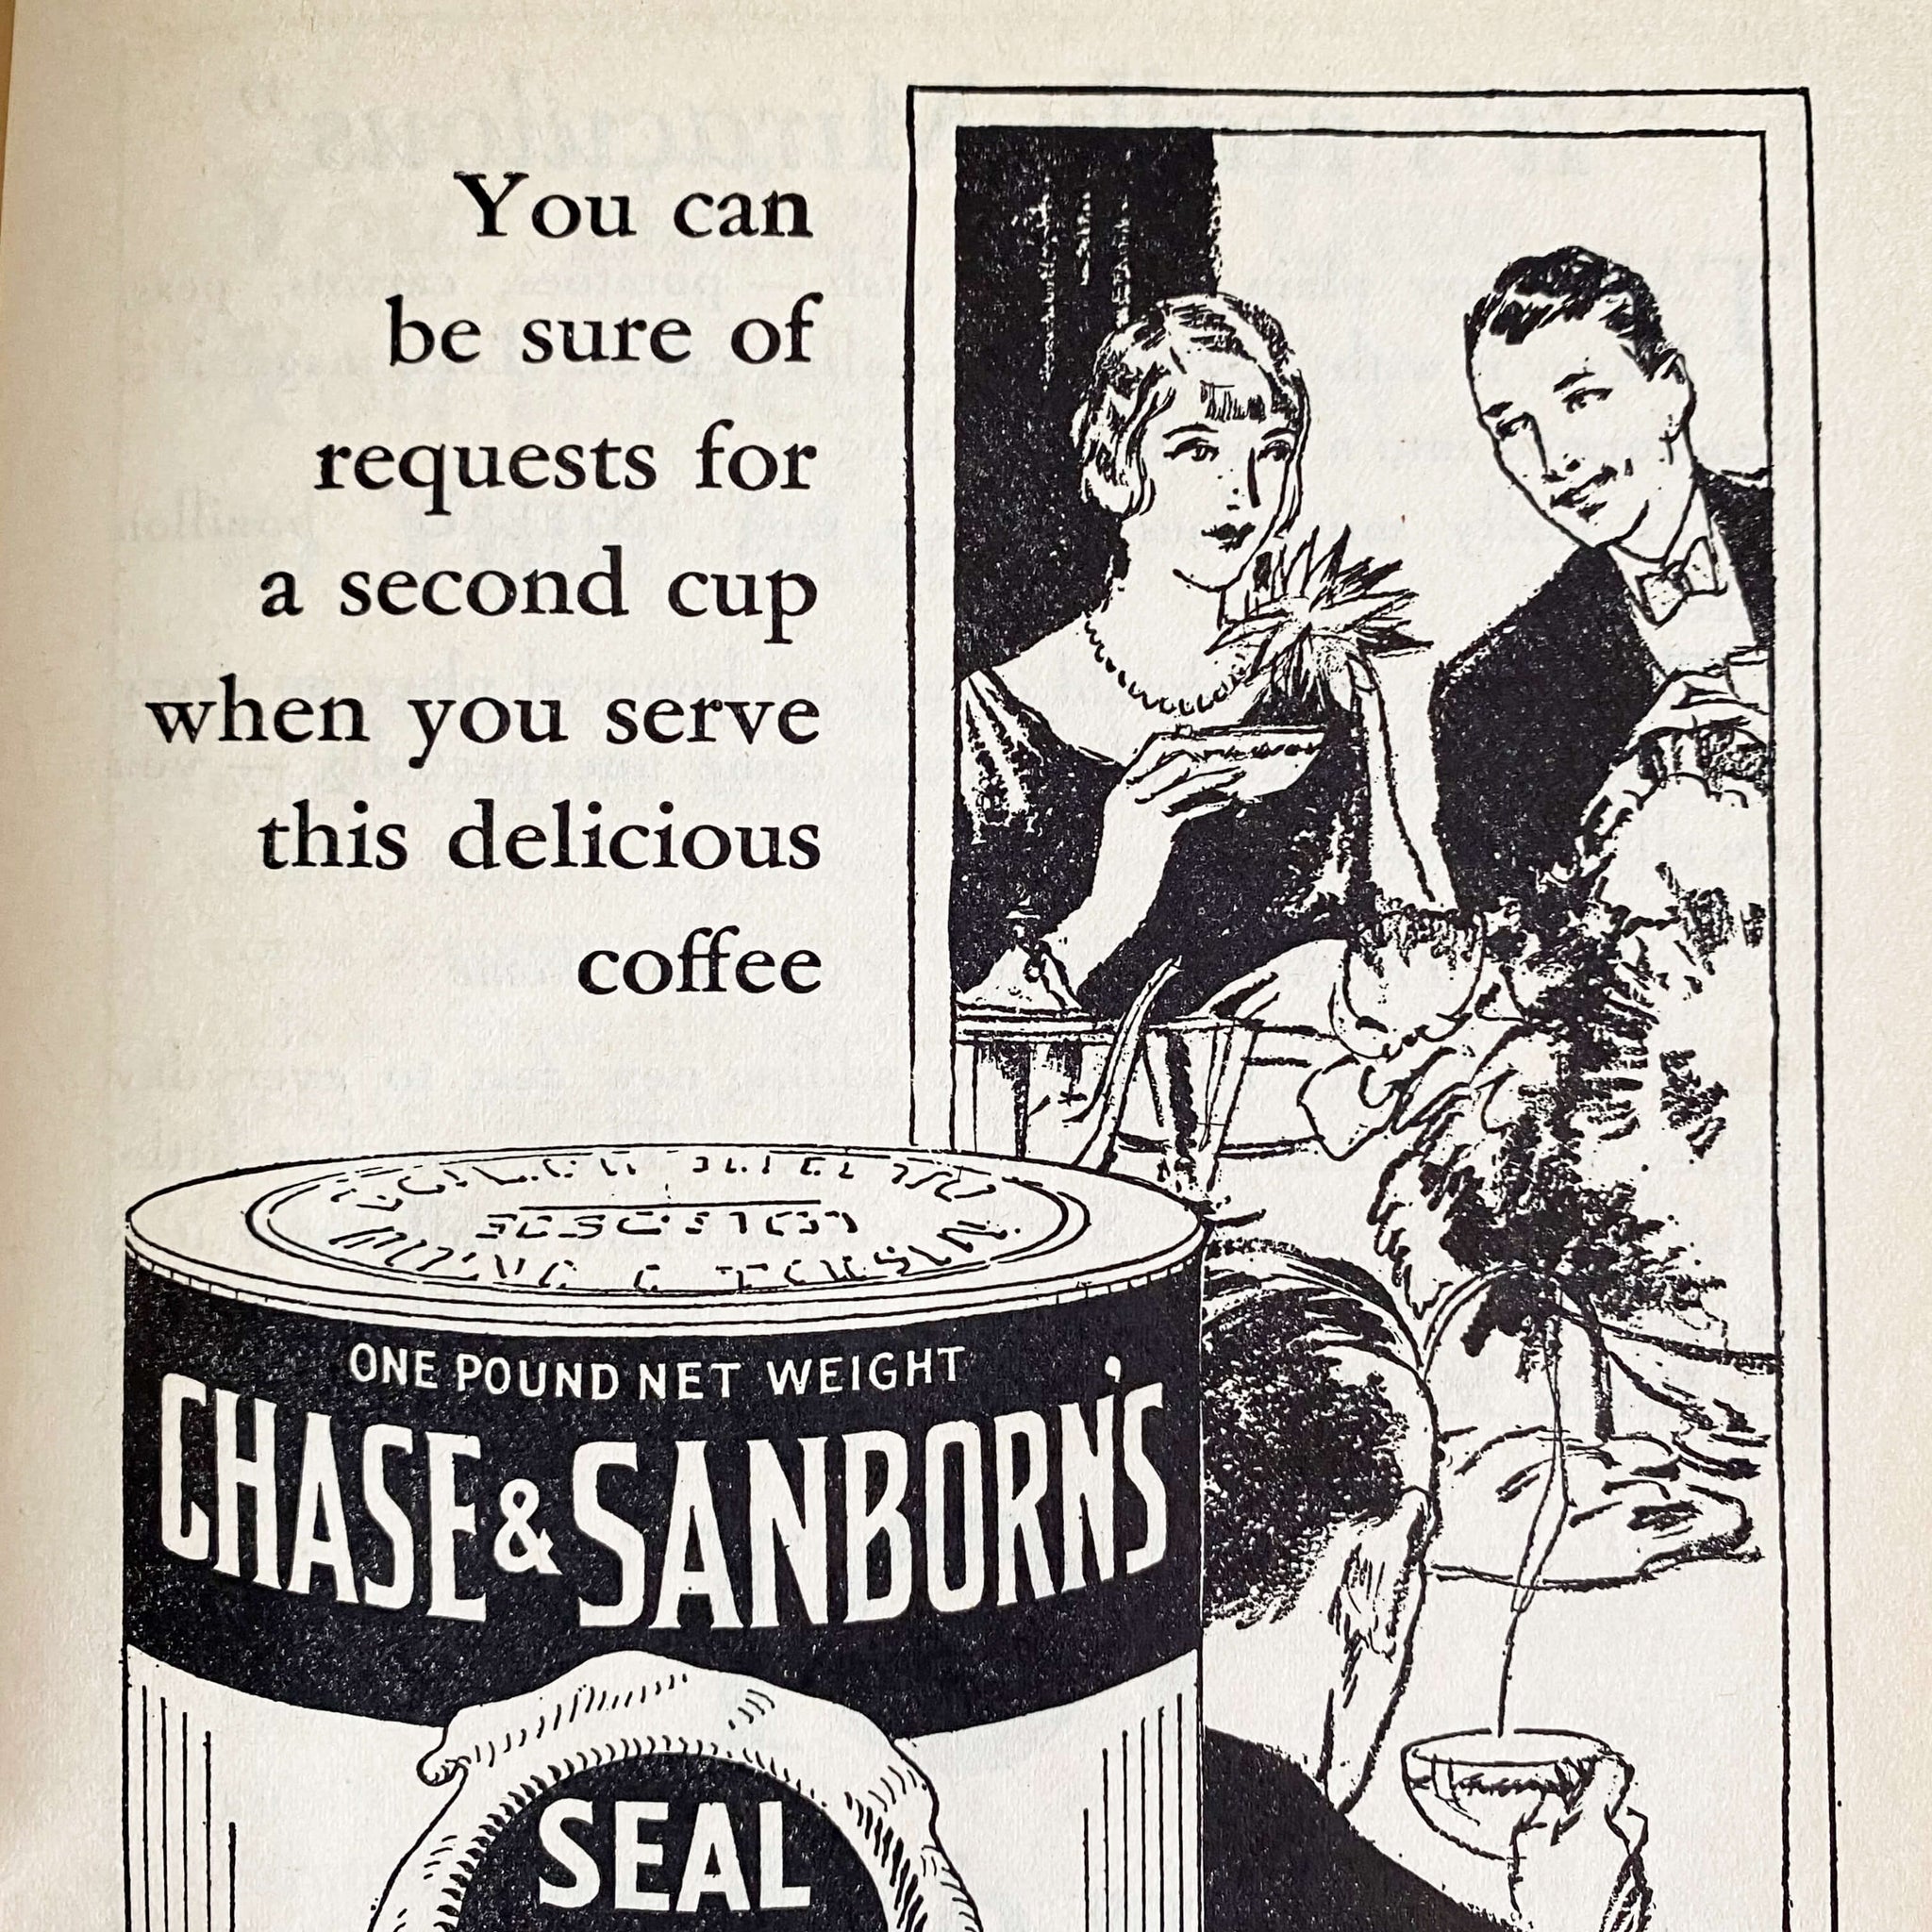 You can
be sure of
requests for
a second cup
when you serve
this delicious
coffee
ONE POUND NET WEIGHT
CHASE & SANBORN'S
SEAL